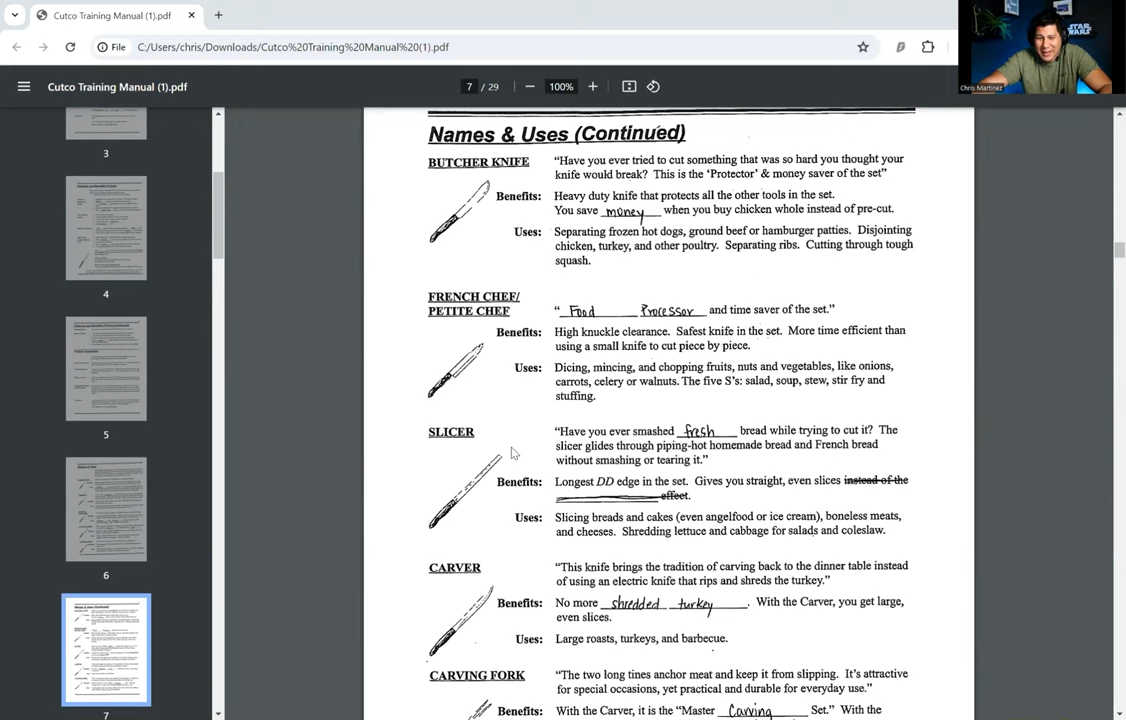 Cutco Training Manual (1).pdf
File C:/Users/chris/Downloads/Cutco%20Training%20Manual%20(1).pdf
Cutco Training Manual (1).pdf
7 / 29
100%
STAR WARS
Chris Martinez
3
4
5
6
7
Names & Uses (Continued)
BUTCHER KNIFE
"Have you ever tried to cut something that was so hard you thought your
knife would break? This is the 'Protector' & money saver of the set"
Benefits: Heavy duty knife that protects all the other tools in the set.
You save money when you buy chicken whole instead of pre-cut.
Uses: Separating frozen hot dogs, ground beef or hamburger patties. Disjointing
chicken, turkey, and other poultry. Separating ribs. Cutting through tough
squash.
FRENCH CHEF/
PETITE CHEF
"Food Processor and time saver of the set."
Benefits: High knuckle clearance. Safest knife in the set. More time efficient than
using a small knife to cut piece by piece.
Uses: Dicing, mincing, and chopping fruits, nuts and vegetables, like onions,
carrots, celery or walnuts. The five S's: salad, soup, stew, stir fry and
stuffing.
SLICER
"Have you ever smashed fresh bread while trying to cut it? The
slicer glides through piping-hot homemade bread and French bread
without smashing or tearing it."
Benefits: Longest DD edge in the set. Gives you straight, even slices instead of the
effect.
Uses: Slicing breads and cakes (even angelfood or ice cream), boneless meats,
and cheeses. Shredding lettuce and cabbage for salads and coleslaw.
CARVER
"This knife brings the tradition of carving back to the dinner table instead
of using an electric knife that rips and shreds the turkey."
Benefits: No more shredded turkey. With the Carver, you get large,
even slices.
Uses: Large roasts, turkeys, and barbecue.
CARVING FORK
"The two long tines anchor meat and keep it from slipping. It's attractive
for special occasions, yet practical and durable for everyday use."
Benefits: With the Carver, it is the "Master Carving Set." With the